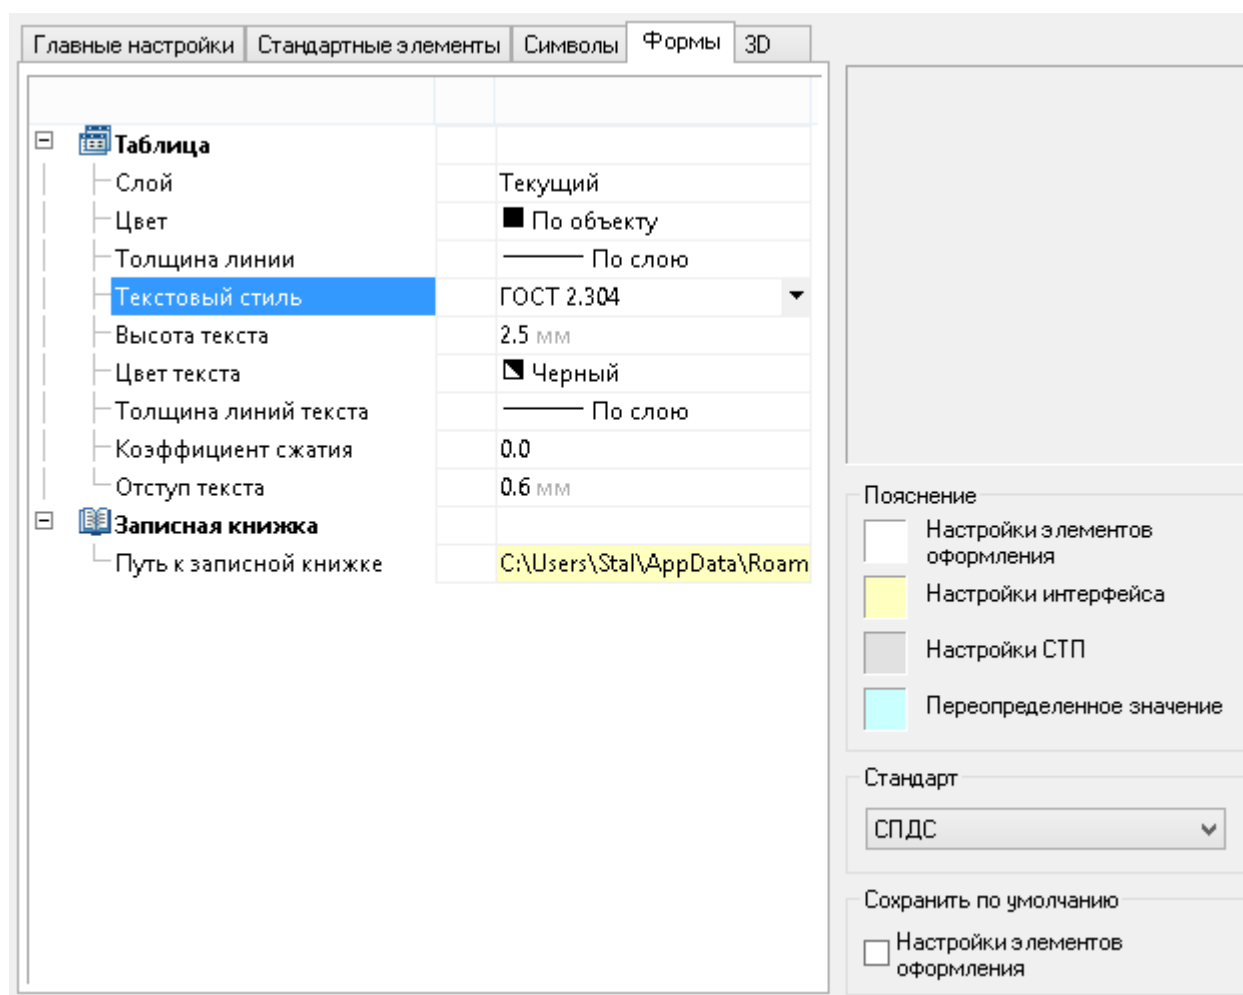 Главные настройки Стандартные элементы Символы Формы 3D
Таблица
Слой Текущий
Цвет По объекту
Толщина линии По слою
Текстовый стиль ГОСТ 2.304
Высота текста 2.5 мм
Цвет текста Черный
Толщина линий текста По слою
Коэффициент сжатия 0.0
Отступ текста 0.6 мм
Записная книжка
Путь к записной книжке C:\Users\Stal\AppData\Roam
Пояснение
Настройки элементов
оформления
Настройки интерфейса
Настройки СТП
Переопределенное значение
Стандарт
СПДС
Сохранить по умолчанию
Настройки элементов
оформления